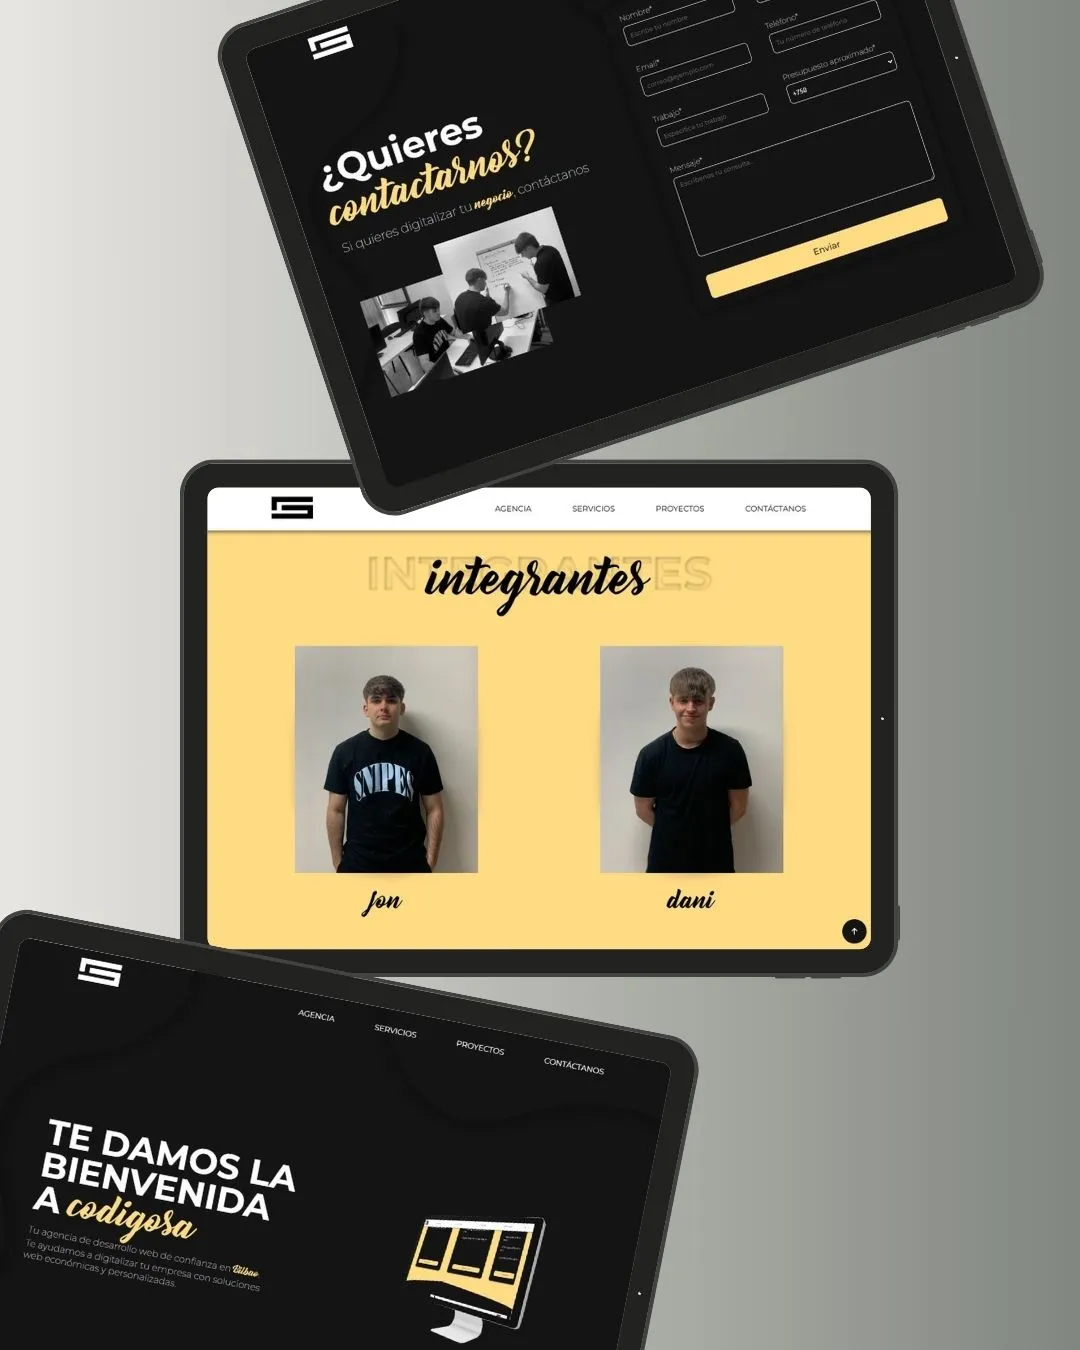 ¿Quieres
contactarnos?
Si quieres digitalizar tu negocio, contáctanos
Nombre*
Escribe tu nombre
Teléfono*
Tu número de teléfono
Email*
correo@ejemplo.com
Presupuesto aproximado*
+750
Trabajo*
Especifica tu trabajo
Mensaje*
Escríbenos tu consulta...
Enviar
AGENCIA SERVICIOS PROYECTOS CONTÁCTANOS
INTEGRANTES
integrantes
SNIPES
jon
dani
AGENCIA SERVICIOS PROYECTOS CONTÁCTANOS
TE DAMOS LA
BIENVENIDA
A codigosa
Tu agencia de desarrollo web de confianza en Bilbao
Te ayudamos a digitalizar tu empresa con soluciones
web económicas y personalizadas.